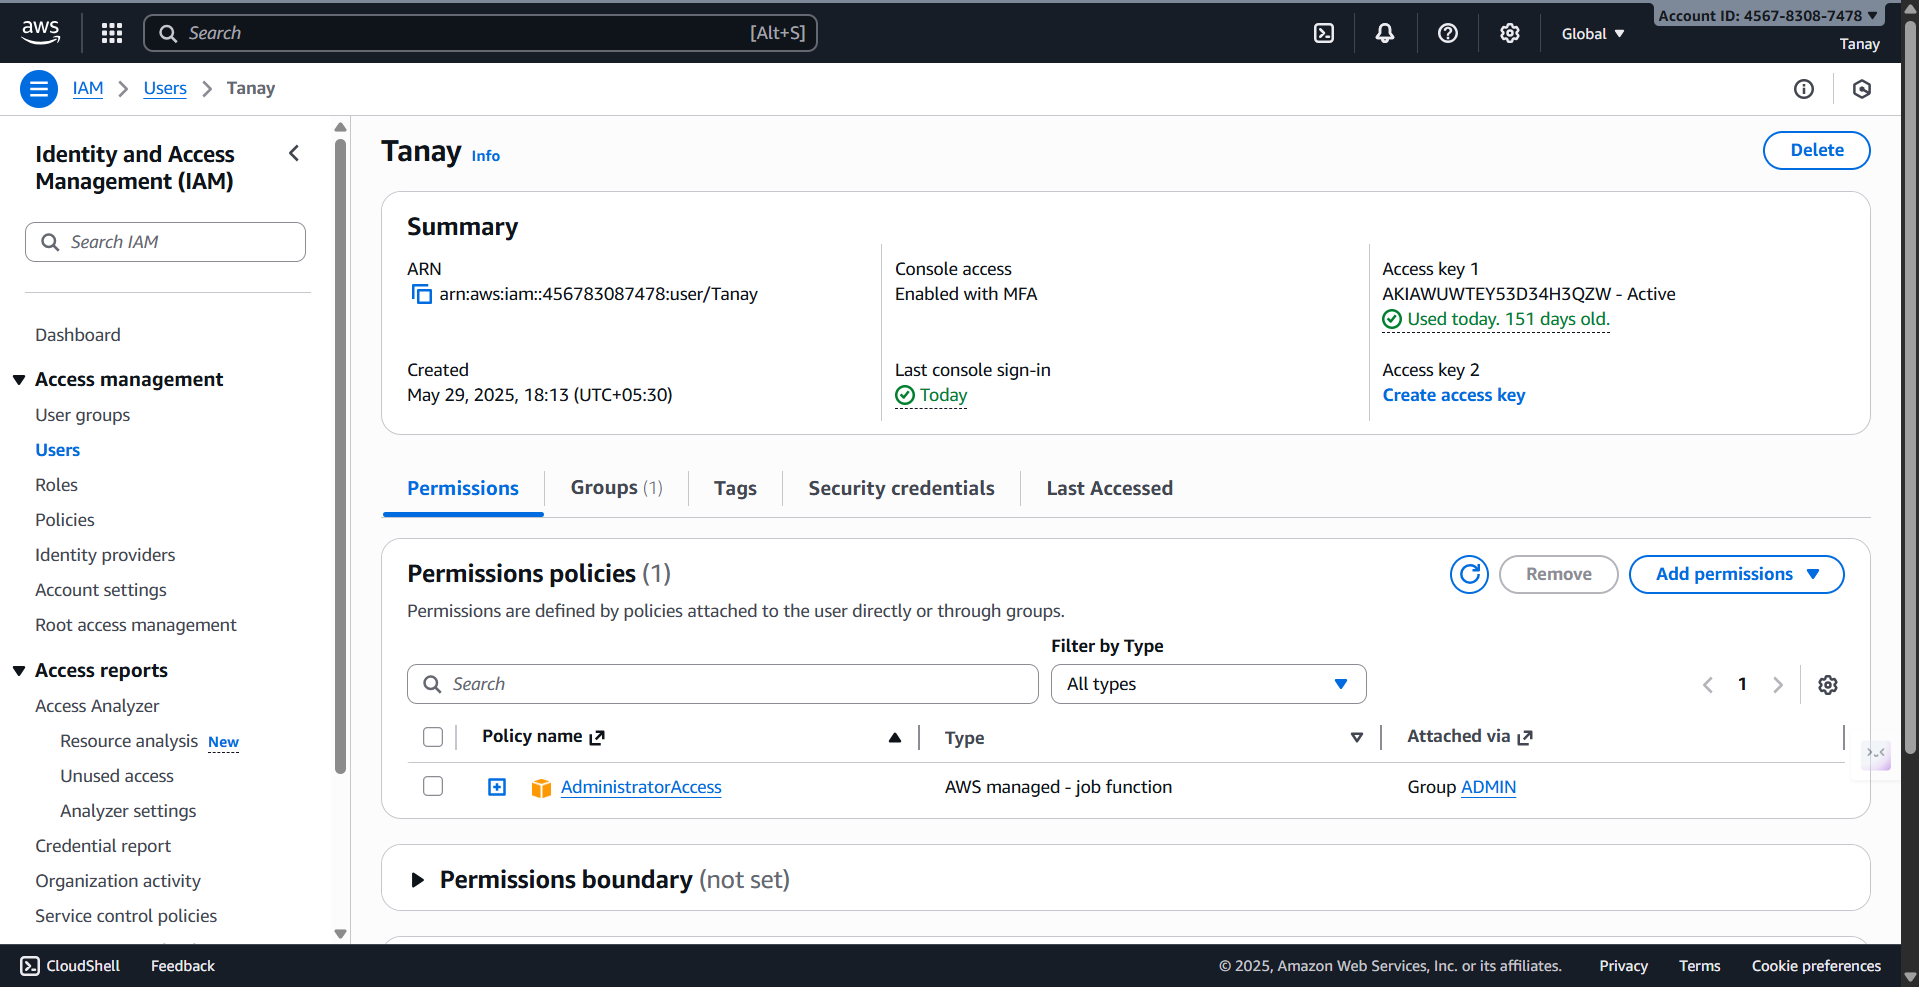 aws
Search
[Alt+S]
Global
Account ID: 4567-8308-7478
Tanay
IAM
Users
Tanay
Identity and Access
Management (IAM)
Search IAM
Dashboard
Access management
User groups
Users
Roles
Policies
Identity providers
Account settings
Root access management
Access reports
Access Analyzer
Resource analysis New
Unused access
Analyzer settings
Credential report
Organization activity
Service control policies
Tanay Info
Delete
Summary
ARN
arn:aws:iam::456783087478:user/Tanay
Created
May 29, 2025, 18:13 (UTC+05:30)
Console access
Enabled with MFA
Last console sign-in
Today
Access key 1
AKIAWUWTEY53D34H3QZW - Active
Used today. 151 days old.
Access key 2
Create access key
Permissions
Groups (1)
Tags
Security credentials
Last Accessed
Permissions policies (1)
Permissions are defined by policies attached to the user directly or through groups.
Remove
Add permissions
Filter by Type
Search
All types
1
Policy name
Type
Attached via
AdministratorAccess
AWS managed - job function
Group ADMIN
Permissions boundary (not set)
CloudShell
Feedback
© 2025, Amazon Web Services, Inc. or its affiliates.
Privacy
Terms
Cookie preferences